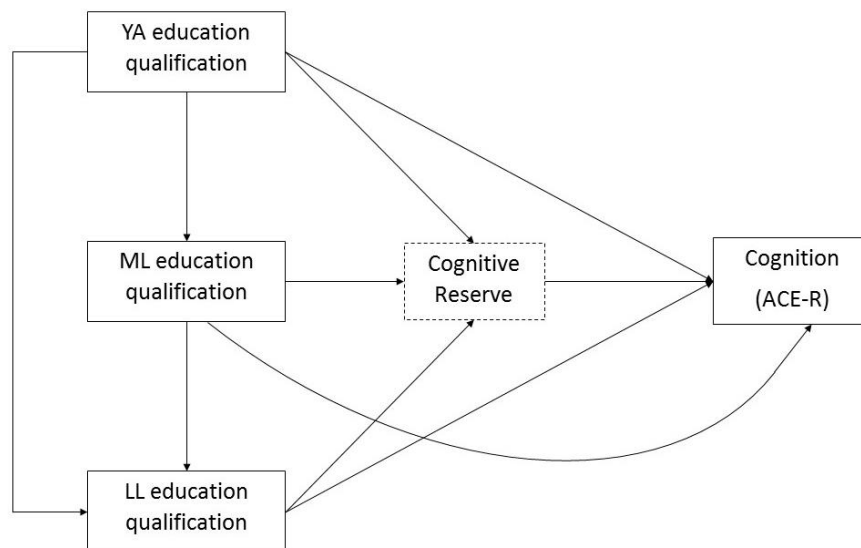 YA education
qualification
ML education
qualification
Cognitive
Reserve
Cognition
(ACE-R)
LL education
qualification